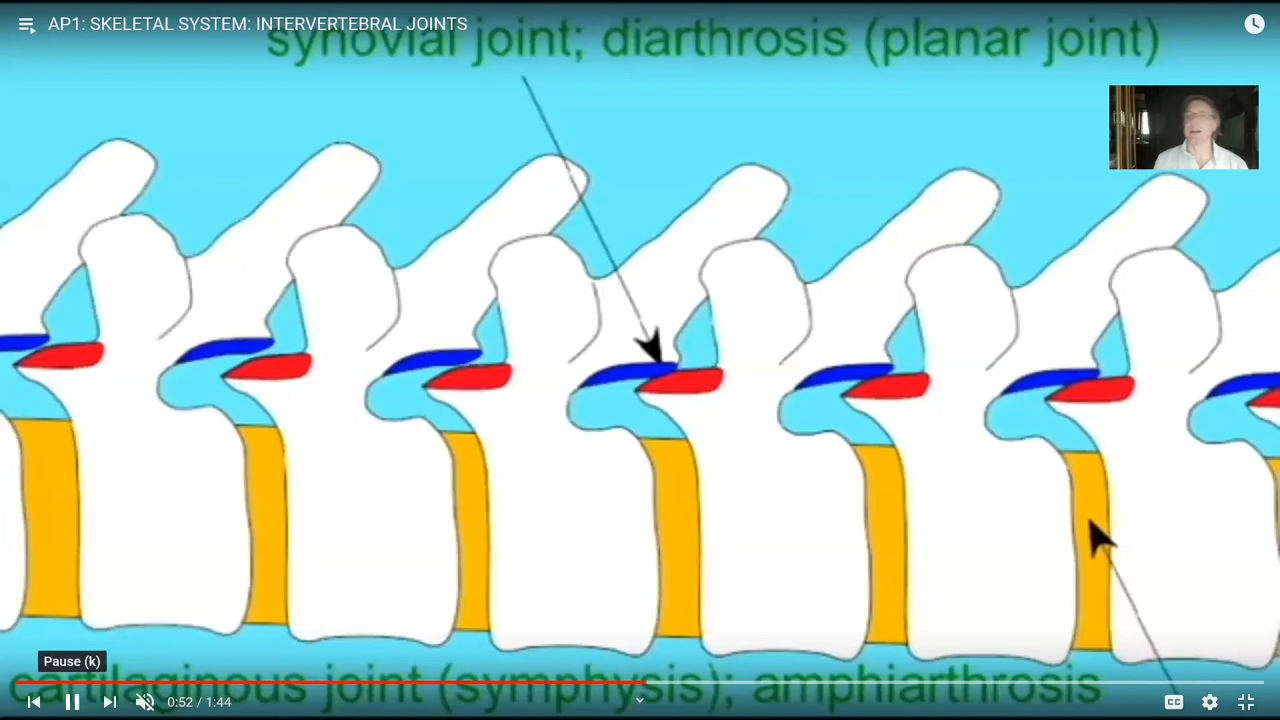 AP1: SKELETAL SYSTEM: INTERVERTEBRAL JOINTS
synovial joint; diarthrosis (planar joint)
Pause (k)
cartilaginous joint (symphysis); amphiarthrosis
0:52 / 1:44
CC